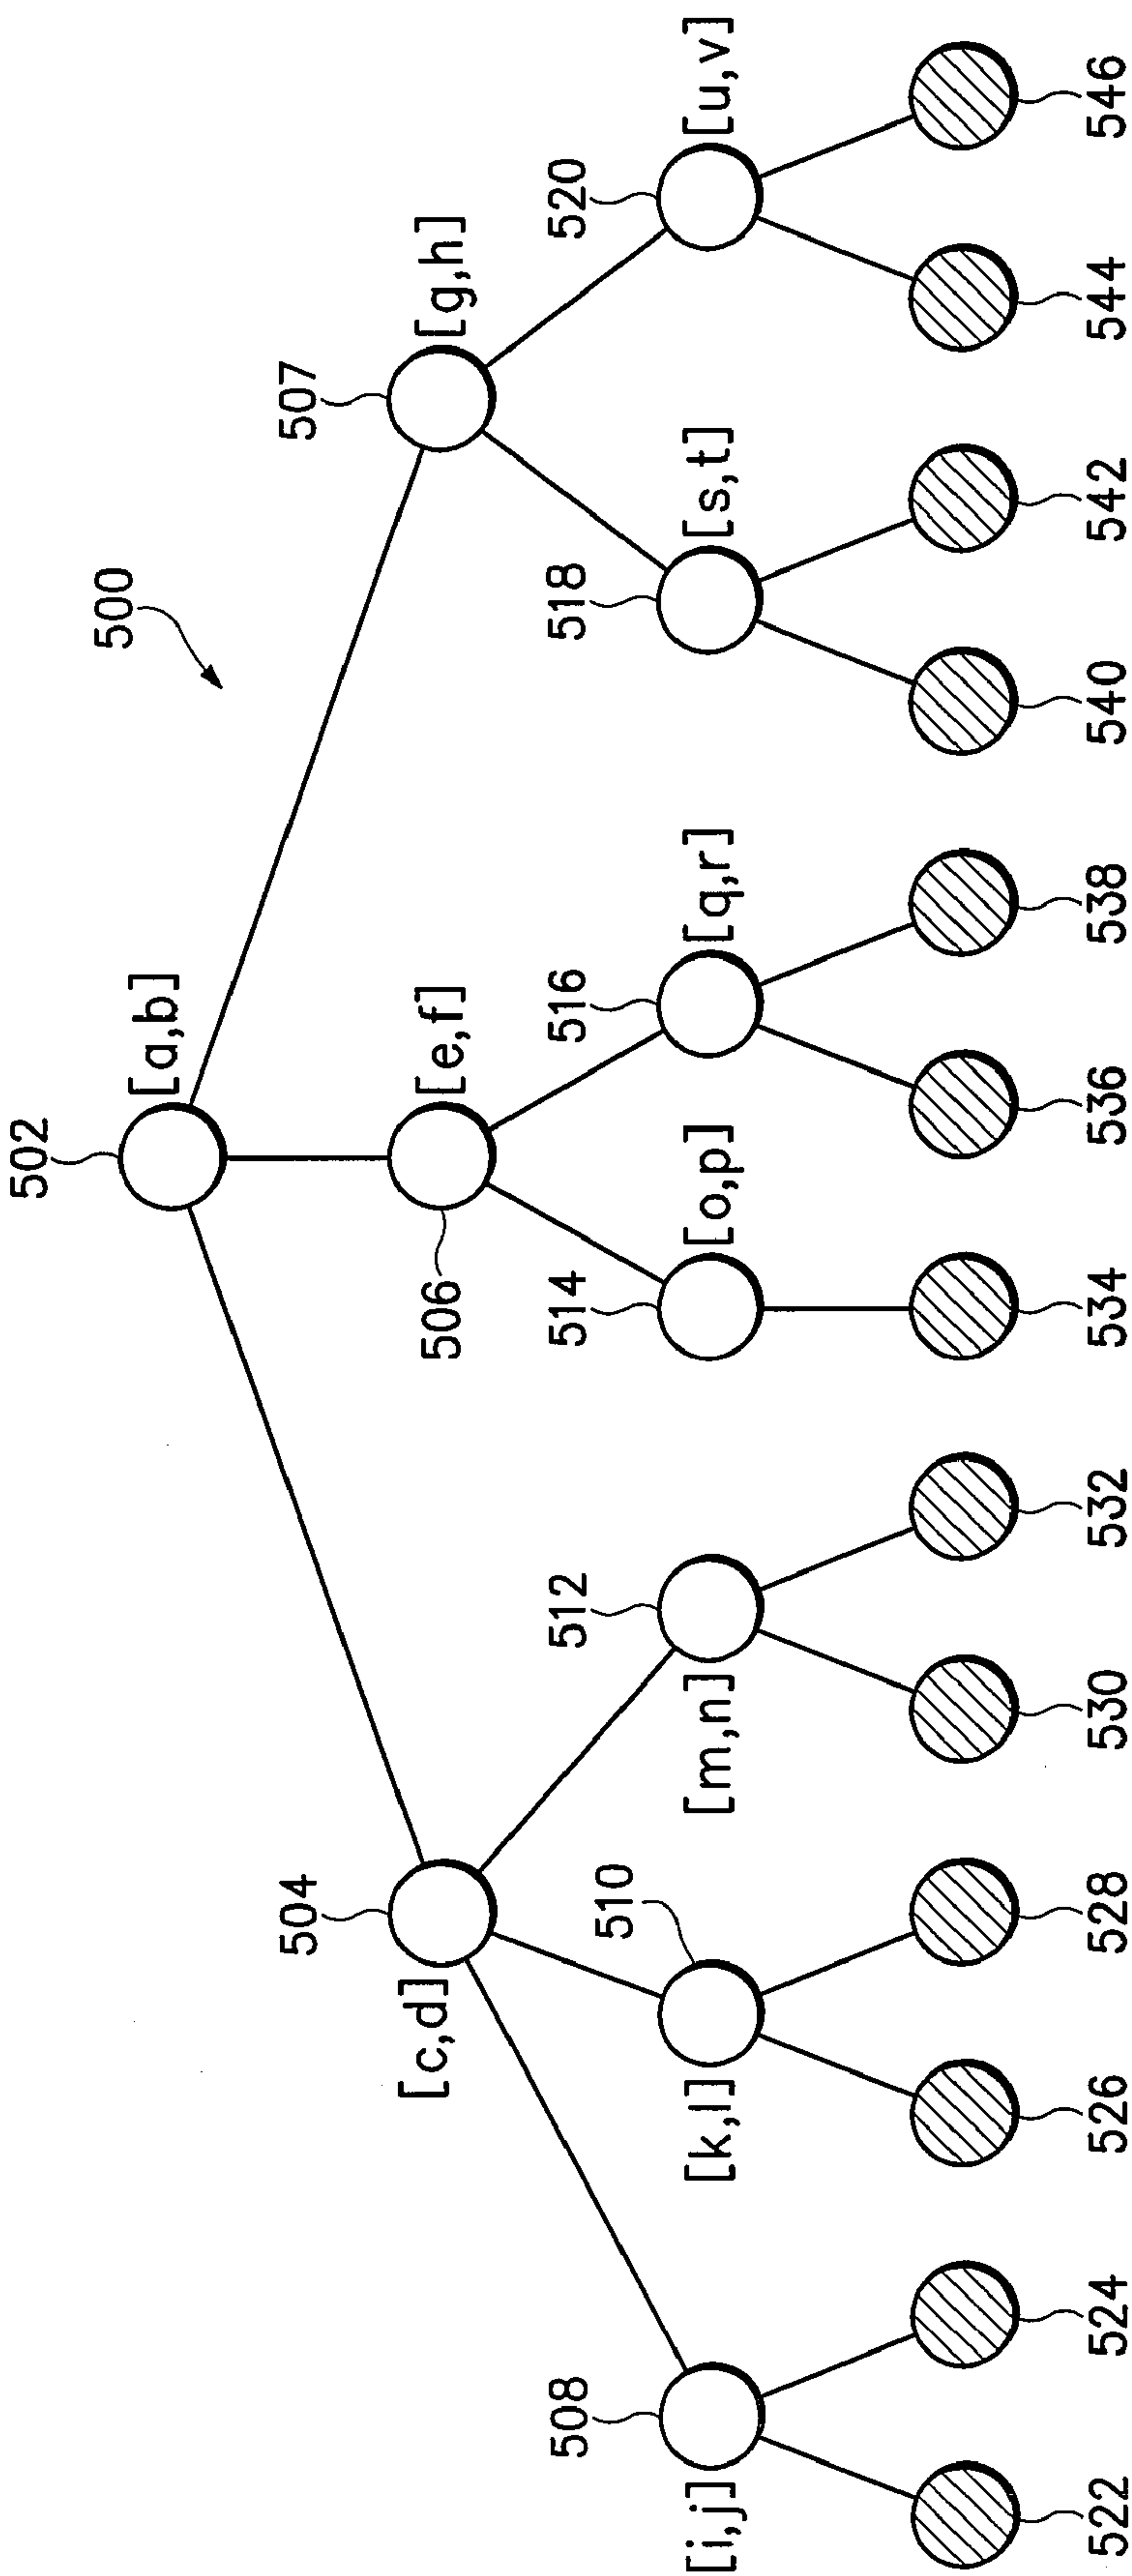 500
502
[a,b]
504
[c,d]
506
[e,f]
507
[g,h]
508
[i,j]
510
[k,l]
512
[m,n]
514
[o,p]
516
[q,r]
518
[s,t]
520
[u,v]
522
524
526
528
530
532
534
536
538
540
542
544
546